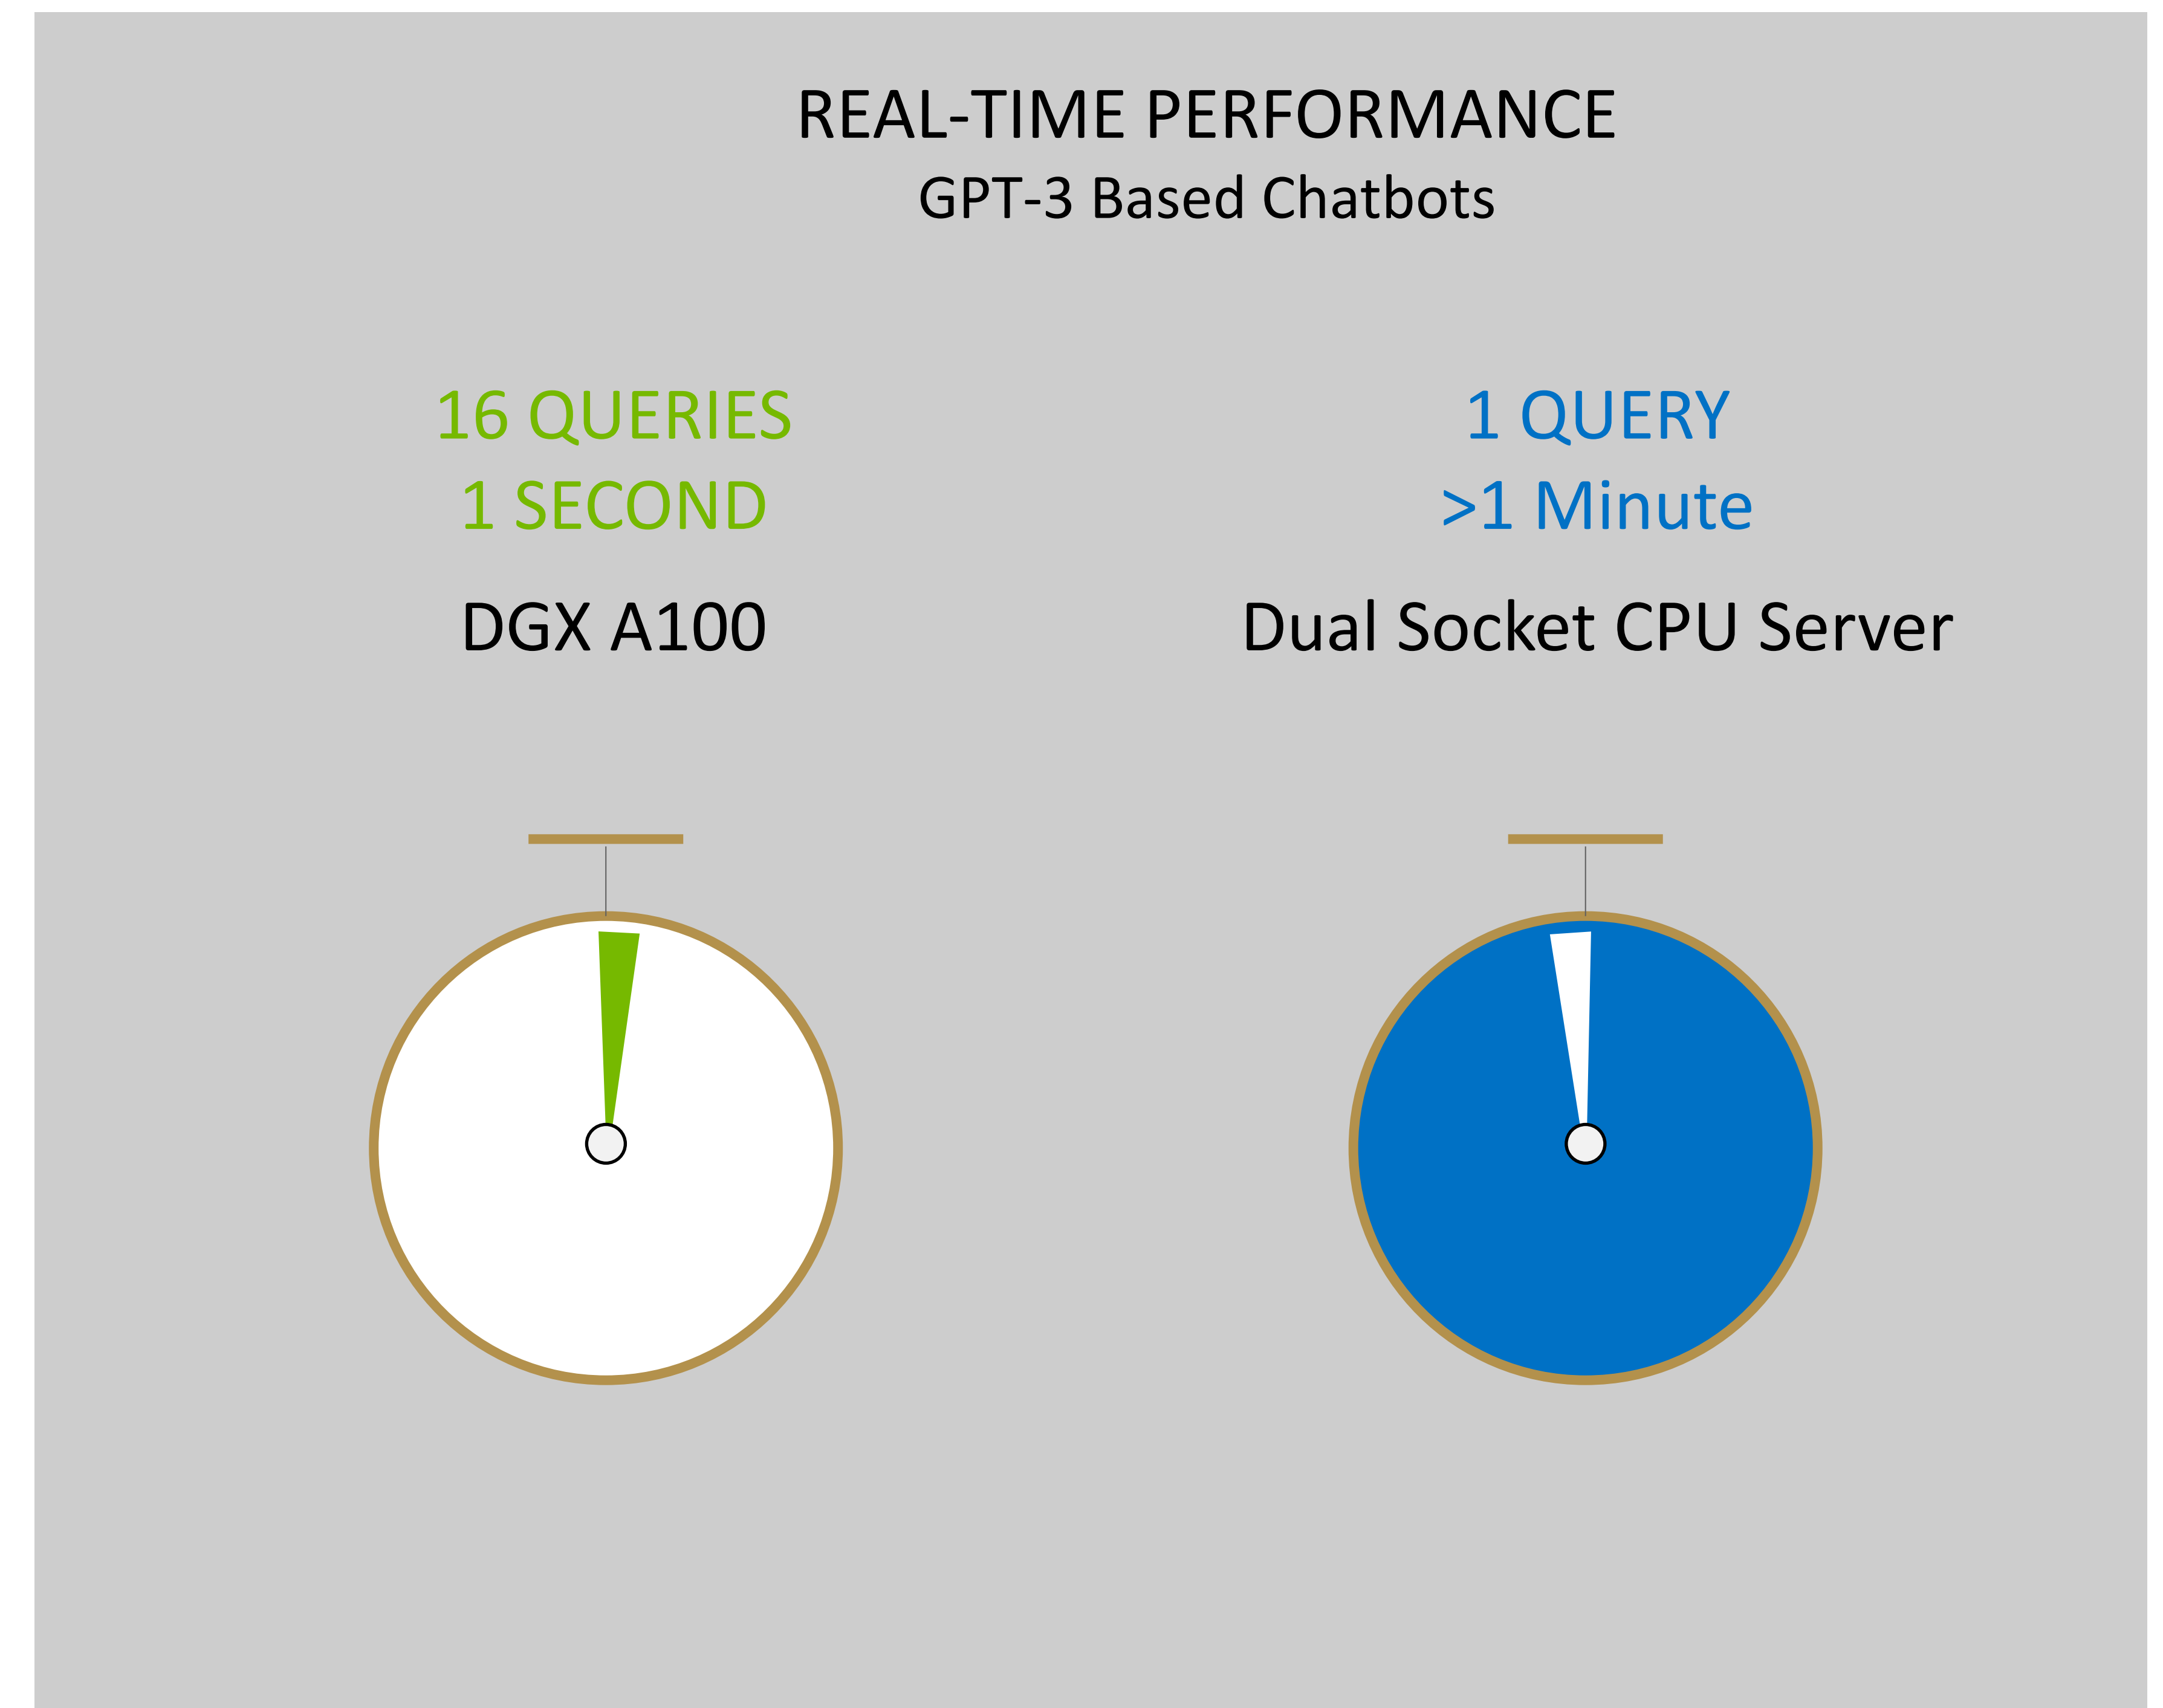 REAL-TIME PERFORMANCE
GPT-3 Based Chatbots
16 QUERIES
1 SECOND
DGX A100
1 QUERY
>1 Minute
Dual Socket CPU Server